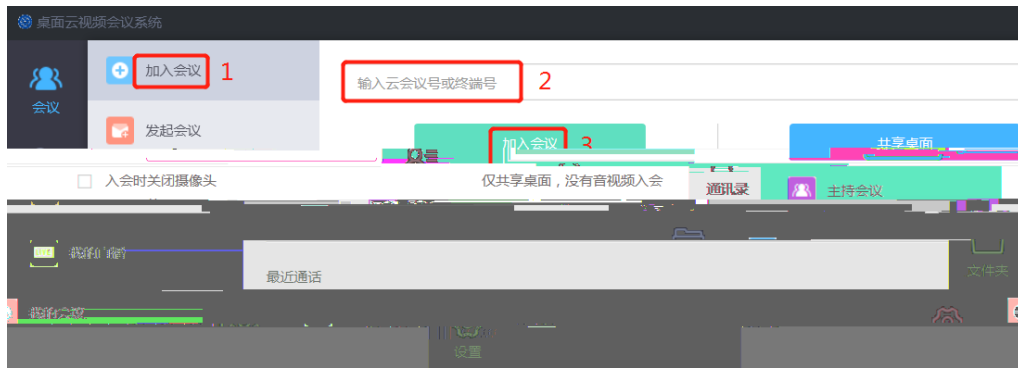 桌面云视频会议系统
加入会议 1
输入云会议号或终端号 2
会议
发起会议
加入会议 3
共享桌面
入会时关闭摄像头
仅共享桌面，没有音视频入会
通讯录
主持会议
最近通话
文件夹
我的会议
设置